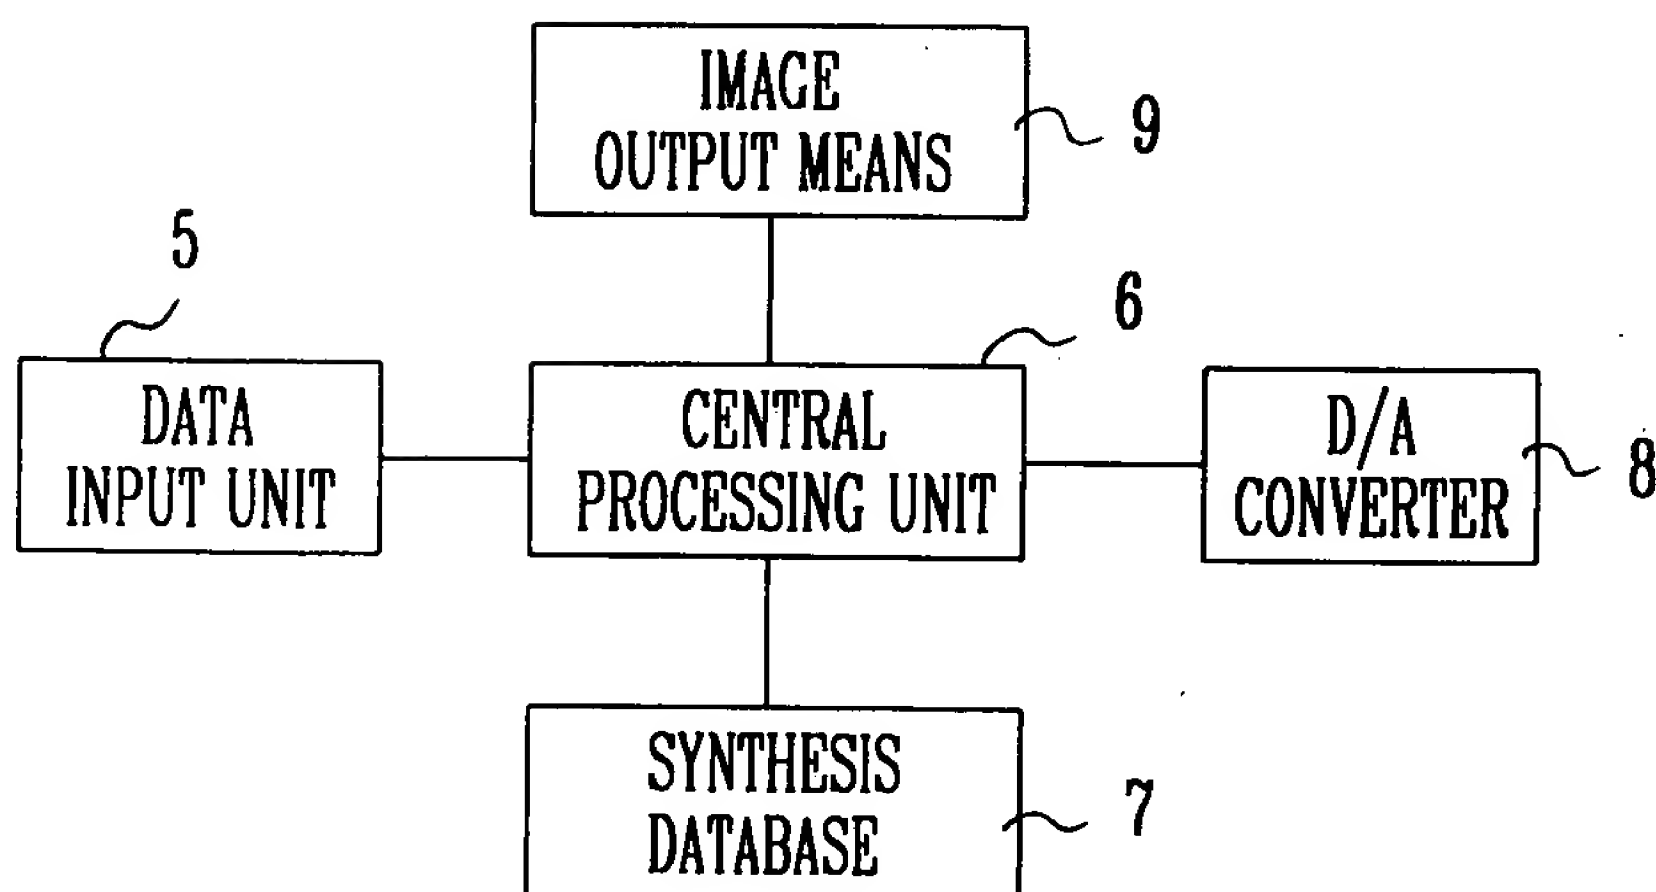 IMAGE
OUTPUT MEANS
9
5
6
DATA
INPUT UNIT
CENTRAL
PROCESSING UNIT
D/A
CONVERTER
8
SYNTHESIS
DATABASE
7